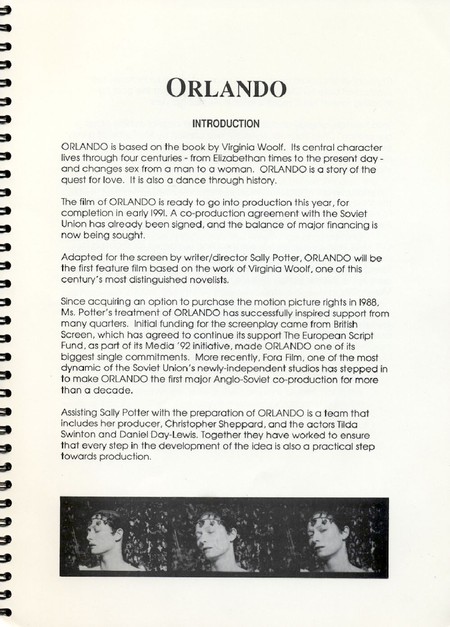 ORLANDO
INTRODUCTION
ORLANDO is based on the book by Virginia Woolf. Its central character
lives through four centuries - from Elizabethan times to the present day -
and changes sex from a man to a woman. ORLANDO is a story of the
quest for love. It is also a dance through history.
The film of ORLANDO is ready to go into production this year, for
completion in early 1991. A co-production agreement with the Soviet
Union has already been signed, and the balance of major financing is
now being sought.
Adapted for the screen by writer/director Sally Potter, ORLANDO will be
the first feature film based on the work of Virginia Woolf, one of this
century's most distinguished novelists.
Since acquiring an option to purchase the motion picture rights in 1988,
Ms. Potter's treatment of ORLANDO has successfully inspired support from
many quarters. Initial funding for the screenplay came from British
Screen, which has agreed to continue its support The European Script
Fund, as part of its Media '92 initiative, made ORLANDO one of its
biggest single commitments. More recently, Fora Film, one of the most
dynamic of the Soviet Union's newly-independent studios has stepped in
to make ORLANDO the first major Anglo-Soviet co-production for more
than a decade.
Assisting Sally Potter with the preparation of ORLANDO is a team that
includes her producer, Christopher Sheppard, and the actors Tilda
Swinton and Daniel Day-Lewis. Together they have worked to ensure
that every step in the development of the idea is also a practical step
towards production.